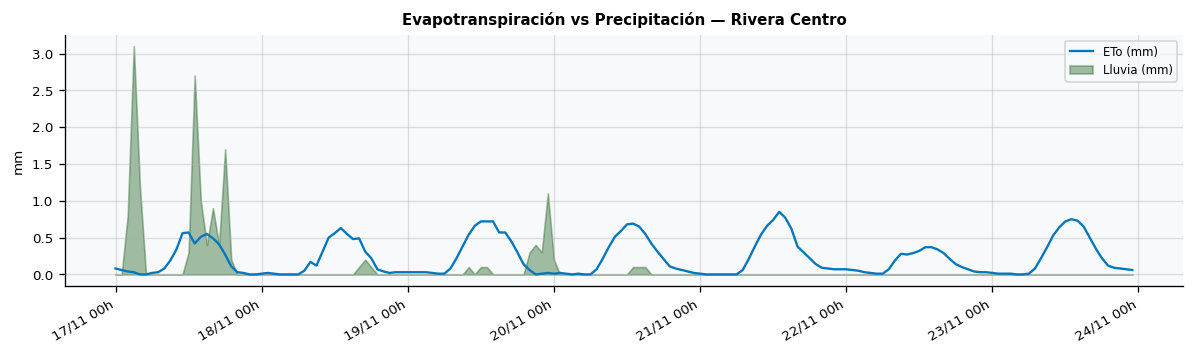 Evapotranspiración vs Precipitación — Rivera Centro
ETo (mm)
Lluvia (mm)
mm
3.0
2.5
2.0
1.5
1.0
0.5
0.0
17/11 00h
18/11 00h
19/11 00h
20/11 00h
21/11 00h
22/11 00h
23/11 00h
24/11 00h